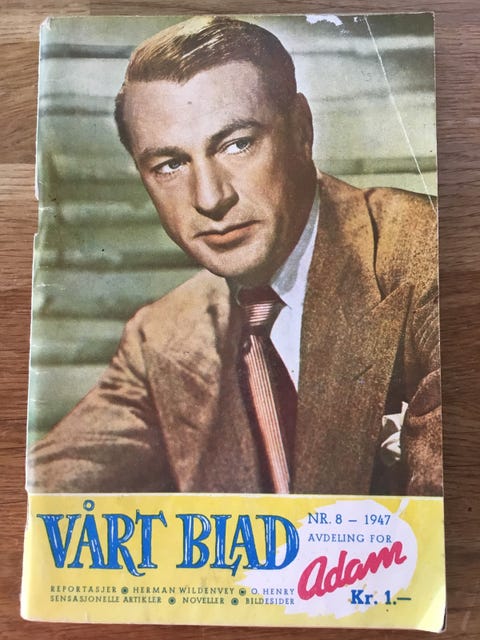 VÅRT BLAD
NR. 8 – 1947
AVDELING FOR
Adam
Kr. 1.—
REPORTASJER ● HERMAN WILDENVEY ● O. HENRY
SENSASJONELLE ARTIKLER ● NOVELLER ● BILDESIDER